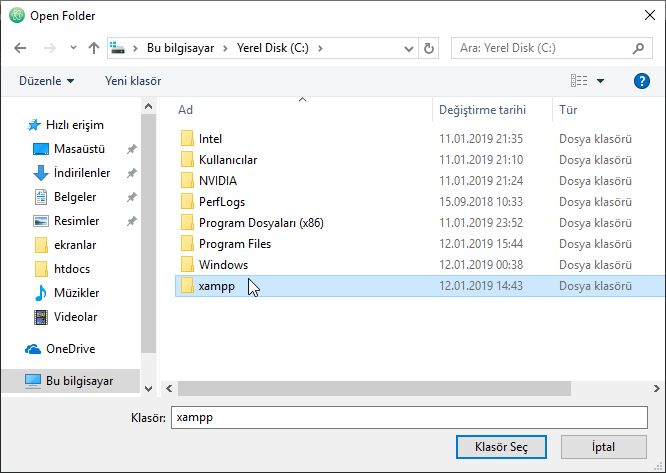 Open Folder
Bu bilgisayar > Yerel Disk (C:) >
Ara: Yerel Disk (C:)
Düzenle Yeni klasör
Ad Değiştirme tarihi Tür
Hızlı erişim
Masaüstü
İndirilenler
Belgeler
Resimler
ekranlar
htdocs
Müzikler
Videolar
OneDrive
Bu bilgisayar
Intel 11.01.2019 21:35 Dosya klasörü
Kullanıcılar 11.01.2019 21:10 Dosya klasörü
NVIDIA 11.01.2019 21:24 Dosya klasörü
PerfLogs 15.09.2018 10:33 Dosya klasörü
Program Dosyaları (x86) 11.01.2019 23:52 Dosya klasörü
Program Files 12.01.2019 15:44 Dosya klasörü
Windows 12.01.2019 00:38 Dosya klasörü
xampp 12.01.2019 14:43 Dosya klasörü
Klasör: xampp
Klasör Seç İptal